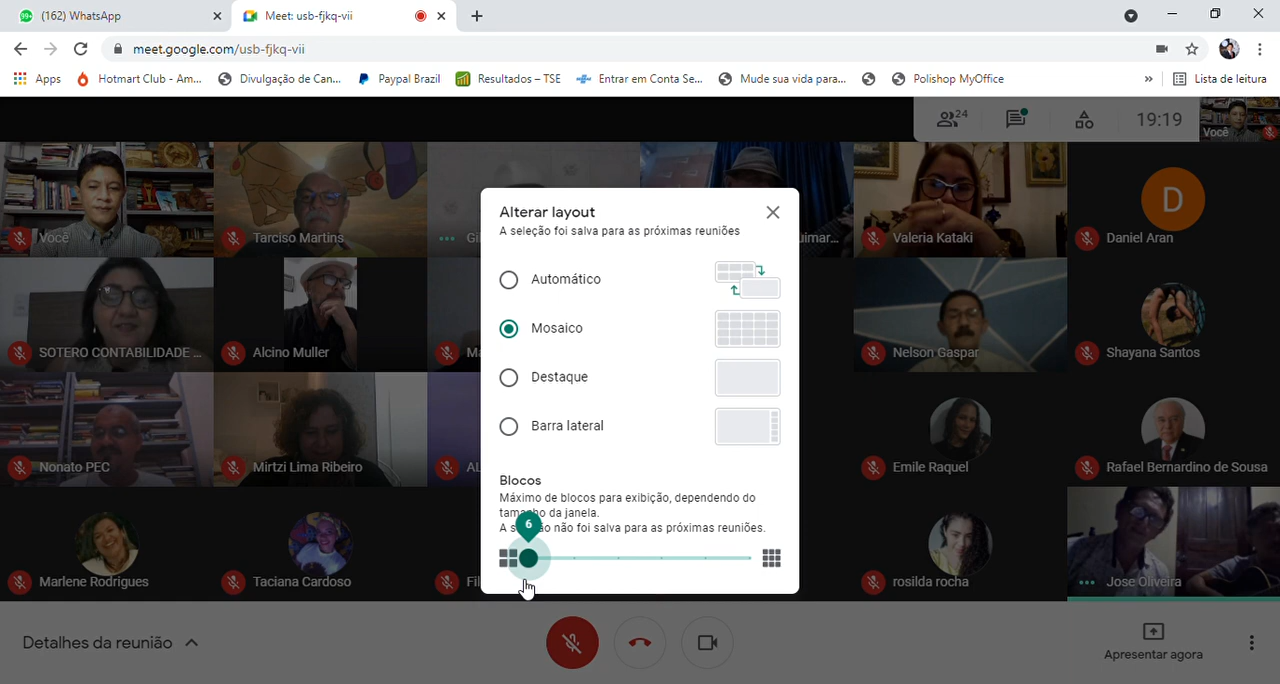 (162) WhatsApp
Meet: usb-fjkq-vii
meet.google.com/usb-fjkq-vii
Apps
Hotmart Club - Am...
Divulgação de Can...
Paypal Brazil
Resultados – TSE
Entrar em Conta Se...
Mude sua vida para...
Polishop MyOffice
»
Lista de leitura
24
19:19
Você
Você
Tarciso Martins
Gil
imar...
Valeria Kataki
D
Daniel Aran
SOTERO CONTABILIDADE ...
Alcino Muller
Nelson Gaspar
Shayana Santos
Nonato PEC
Mirtzi Lima Ribeiro
AL
Emile Raquel
Rafael Bernardino de Sousa
Marlene Rodrigues
Taciana Cardoso
rosilda rocha
Jose Oliveira
Alterar layout
A seleção foi salva para as próximas reuniões
Automático
Mosaico
Destaque
Barra lateral
Blocos
Máximo de blocos para exibição, dependendo do
da janela.
não foi salva para as próximas reuniões.
6
Detalhes da reunião
Apresentar agora